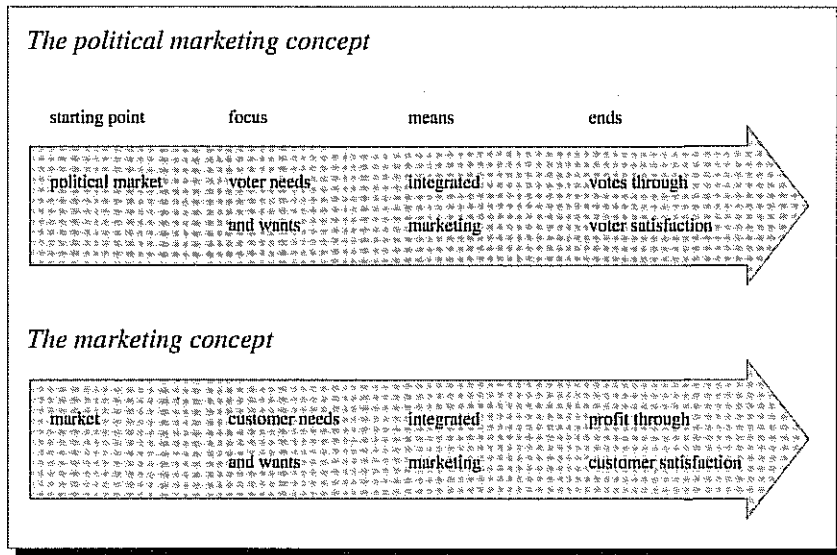 The political marketing concept
starting point focus means ends
political market voter needs integrated votes through
and wants marketing voter satisfaction
The marketing concept
market customer needs integrated profit through
and wants marketing customer satisfaction